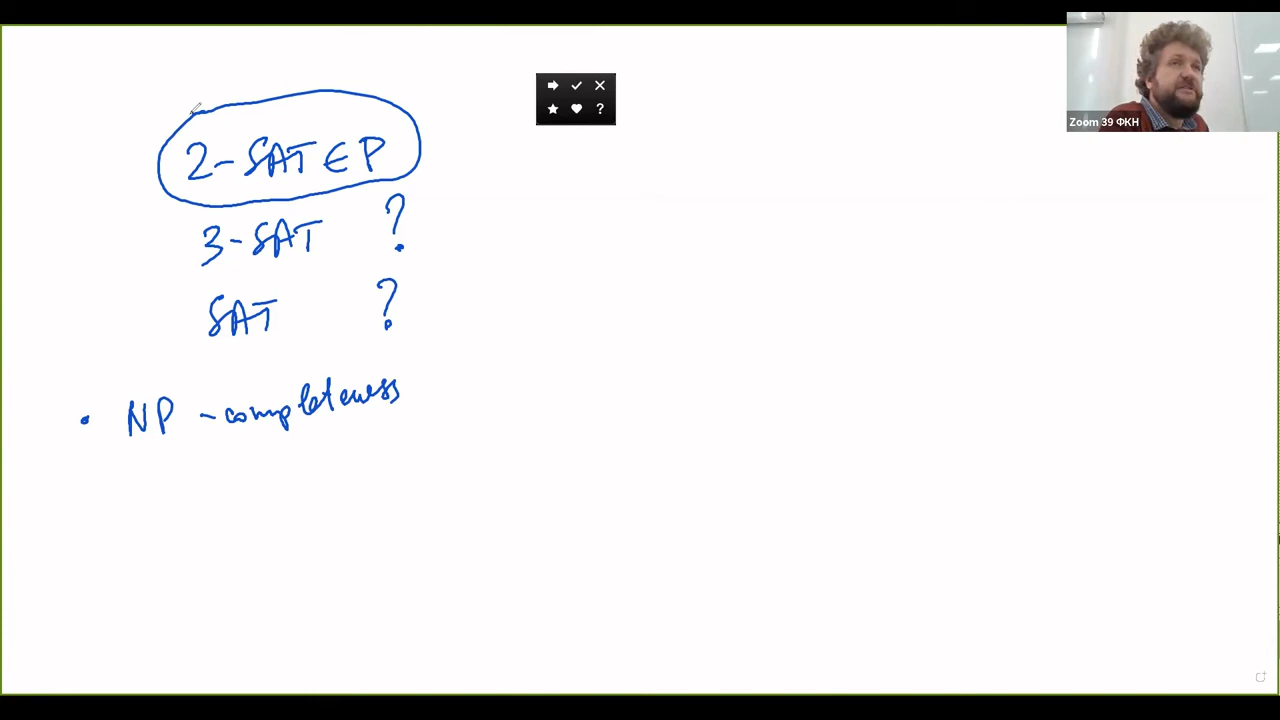 2-SAT ∈ P
3-SAT ?
SAT ?
• NP - completeness
Zoom 39 ФКН